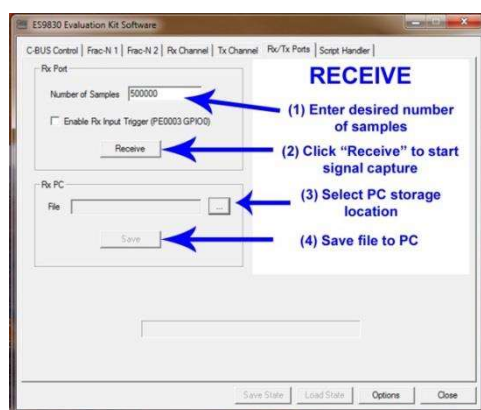 ES9830 Evaluation Kit Software
C-BUS Control | Frac-N 1 | Frac-N 2 | Rx Channel | Tx Channel | Rx/Tx Ports | Script Handler
Rx Port
Number of Samples 500000
Enable Rx Input Trigger (PE0003 GPIO0)
Receive
Rx PC
File
...
Save
RECEIVE
(1) Enter desired number
of samples
(2) Click “Receive” to start
signal capture
(3) Select PC storage
location
(4) Save file to PC
Save State Load State Options Close